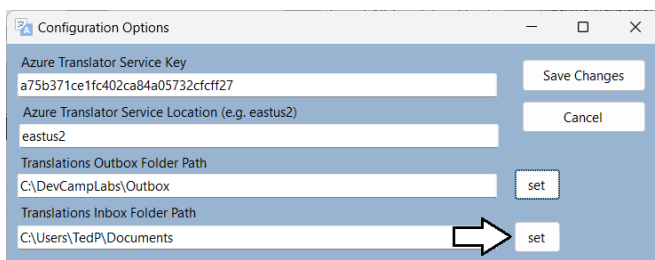 Configuration Options
Azure Translator Service Key
a75b371ce1fc402ca84a05732cfcff27
Save Changes
Azure Translator Service Location (e.g. eastus2)
Cancel
eastus2
Translations Outbox Folder Path
C:\DevCampLabs\Outbox
set
Translations Inbox Folder Path
C:\Users\TedP\Documents
set